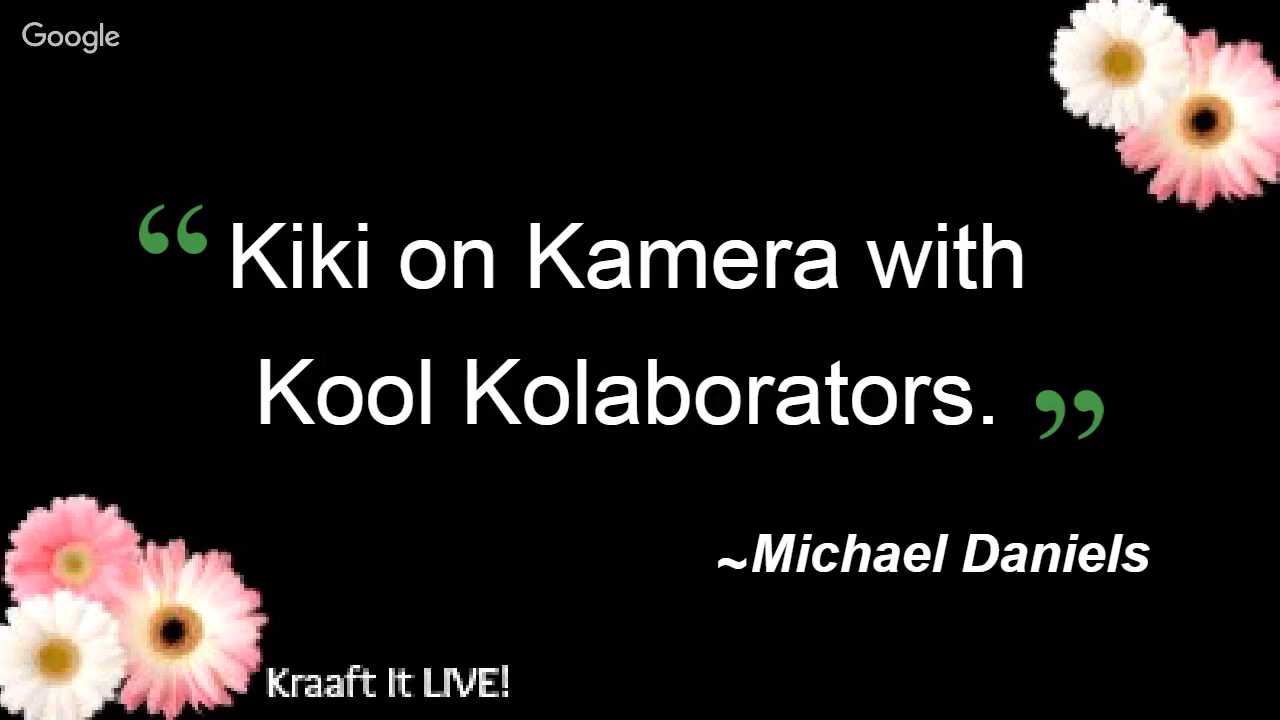 Google
“ Kiki on Kamera with
Kool Kolaborators. ”
~Michael Daniels
Kraaft It LIVE!